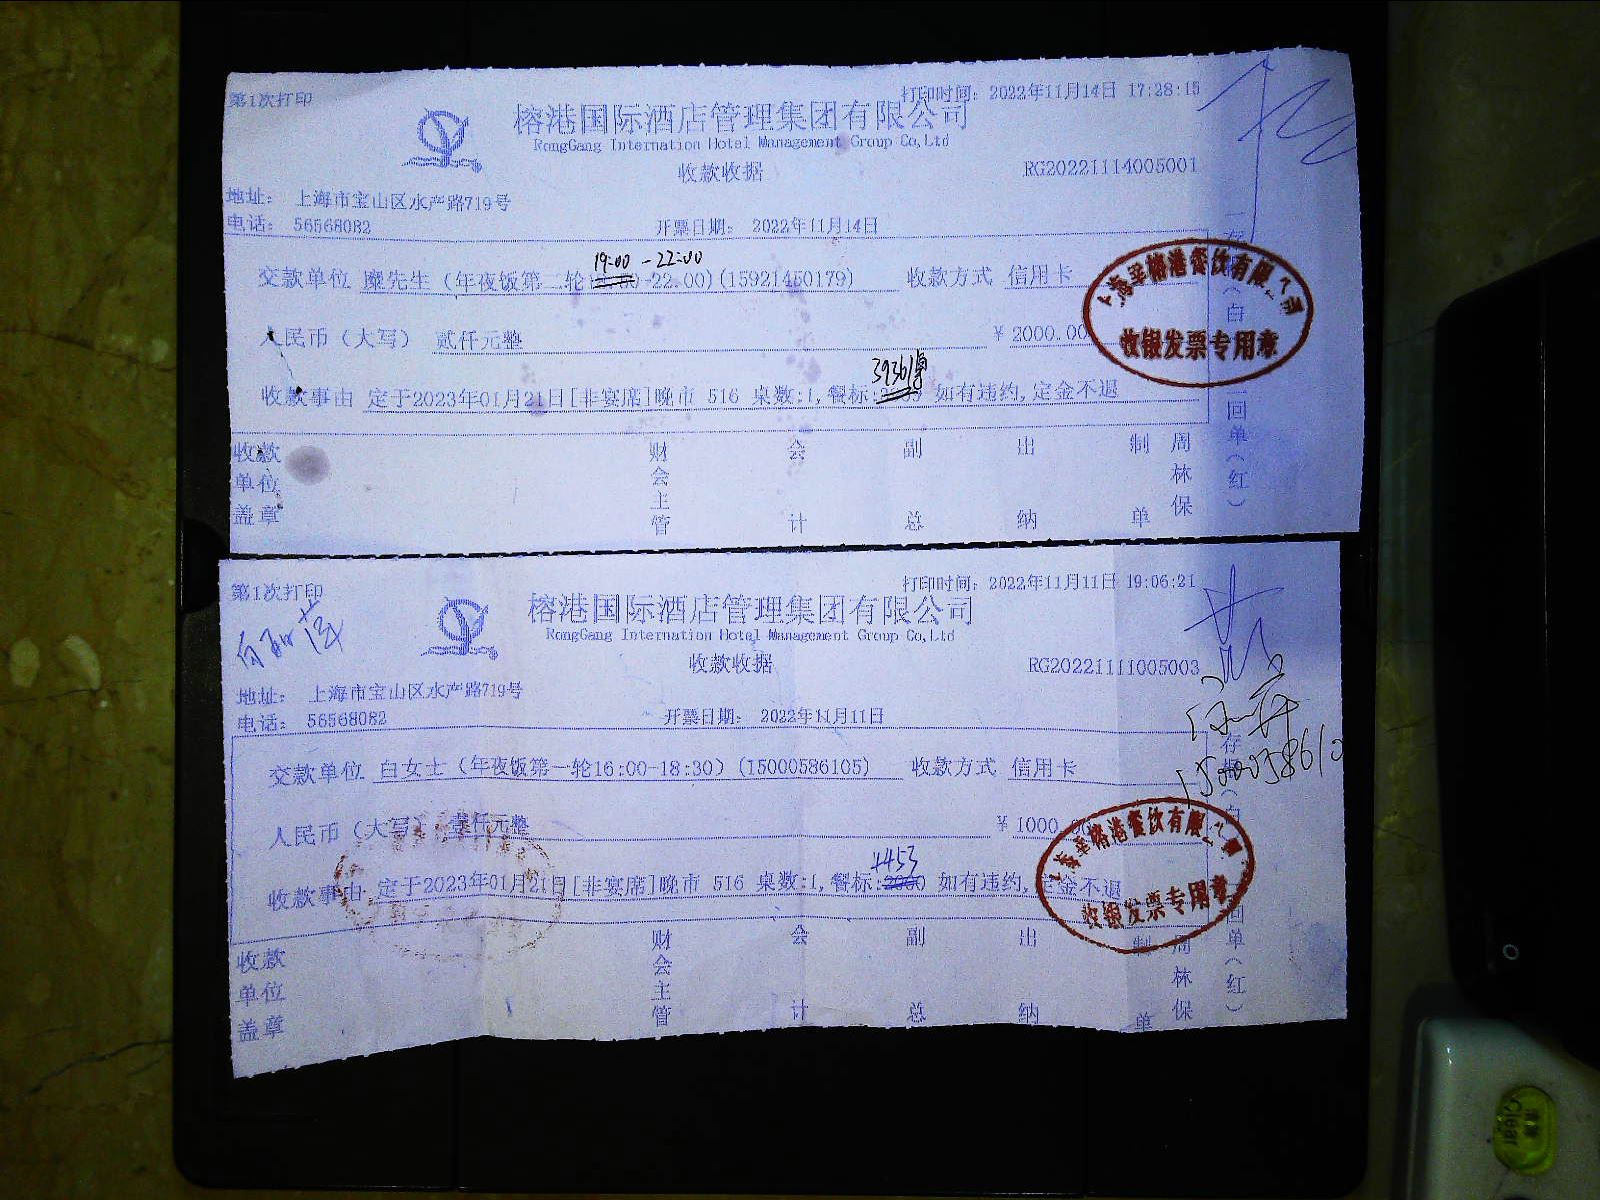 第1次打印
打印时间: 2022年11月14日 17:28:15
榕港国际酒店管理集团有限公司
RongGang Internation Hotel Management Group Co,Ltd
收款收据
RG20221114005001
地址: 上海市宝山区水产路719号
电话: 56568082
开票日期: 2022年11月14日
19:00 - 22:00
交款单位 糜先生 (年夜饭第二轮 -22.00)(15921450179) 收款方式 信用卡
人民币(大写) 贰仟元整 ¥ 2000.00
收款事由 定于2023年01月21日[非宴席]晚市 516 桌数:1,餐标: 如有违约,定金不退
收款单位盖章 财会主管 会计 副总 出纳 制单 周林保
存根(白) 二回单(红)
上海平榕港餐饮有限公司
收银发票专用章
第1次打印
打印时间: 2022年11月11日 19:06:21
榕港国际酒店管理集团有限公司
RongGang Internation Hotel Management Group Co,Ltd
收款收据
RG20221111005003
地址: 上海市宝山区水产路719号
电话: 56568082
开票日期: 2022年11月11日
交款单位 白女士 (年夜饭第一轮16:00-18:30) (15000586105) 收款方式 信用卡
1500058610
人民币(大写) 壹仟元整 ¥ 1000.00
4453
收款事由 定于2023年01月21日[非宴席]晚市 516 桌数:1,餐标:2000 如有违约,定金不退
收款单位盖章 财会主管 会计 副总 出纳 制单 周林保
存根(白) 回单(红)
收银发票专用章
Clear